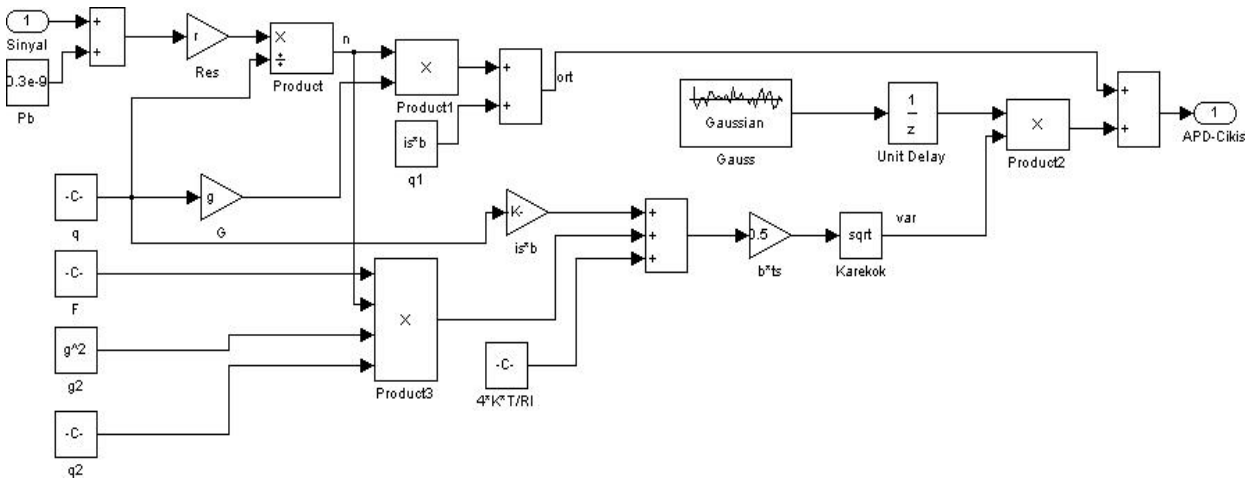 1
Sinyal
+
+
0.3e-9
Pb
r
Res
×
÷
Product
n
×
Product1
+
+
ort
is*b
q1
Gaussian
Gauss
1
z
Unit Delay
×
Product2
+
+
1
APD-Cikis
-C-
q
g
G
K-
is*b
+
+
+
0.5
b*ts
sqrt
Karekok
var
-C-
F
g^2
g2
-C-
q2
×
Product3
-C-
4*K*T/Rl